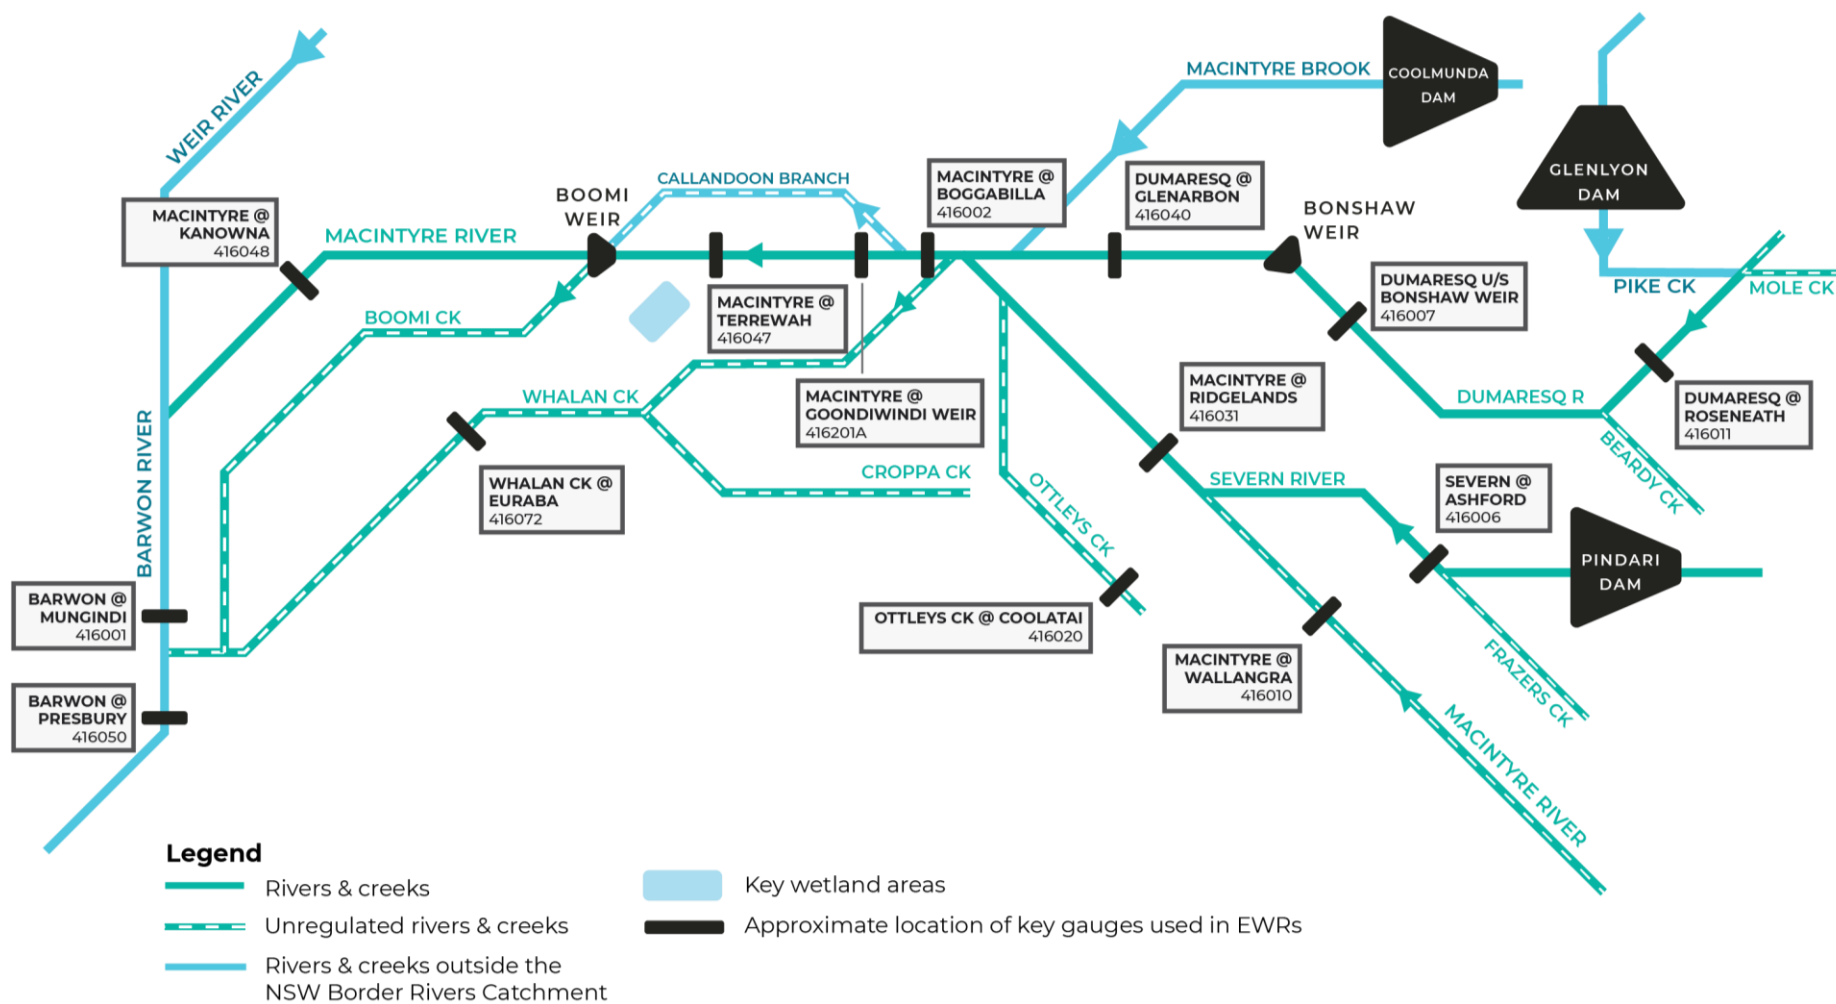 WEIR RIVER
MACINTYRE BROOK
COOLMUNDA
DAM
GLENLYON
DAM
CALLANDOON BRANCH
BOOMI
WEIR
MACINTYRE @
BOGGABILLA
416002
DUMARESQ @
GLENARBON
416040
BONSHAW
WEIR
MACINTYRE @
KANOWNA
416048
MACINTYRE RIVER
DUMARESQ U/S
BONSHAW WEIR
416007
PIKE CK
MOLE CK
BOOMI CK
MACINTYRE @
TERREWAH
416047
MACINTYRE @
GOONDIWINDI WEIR
416201A
MACINTYRE @
RIDGELANDS
416031
DUMARESQ R
DUMARESQ @
ROSENEATH
416011
BEARDY CK
WHALAN CK
BARWON RIVER
WHALAN CK @
EURABA
416072
CROPPA CK
OTTLEYS CK
SEVERN RIVER
SEVERN @
ASHFORD
416006
PINDARI
DAM
BARWON @
MUNGINDI
416001
OTTLEYS CK @ COOLATAI
416020
MACINTYRE @
WALLANGRA
416010
FRAZERS CK
BARWON @
PRESBURY
416050
MACINTYRE RIVER
Legend
Rivers & creeks
Unregulated rivers & creeks
Rivers & creeks outside the
NSW Border Rivers Catchment
Key wetland areas
Approximate location of key gauges used in EWRs